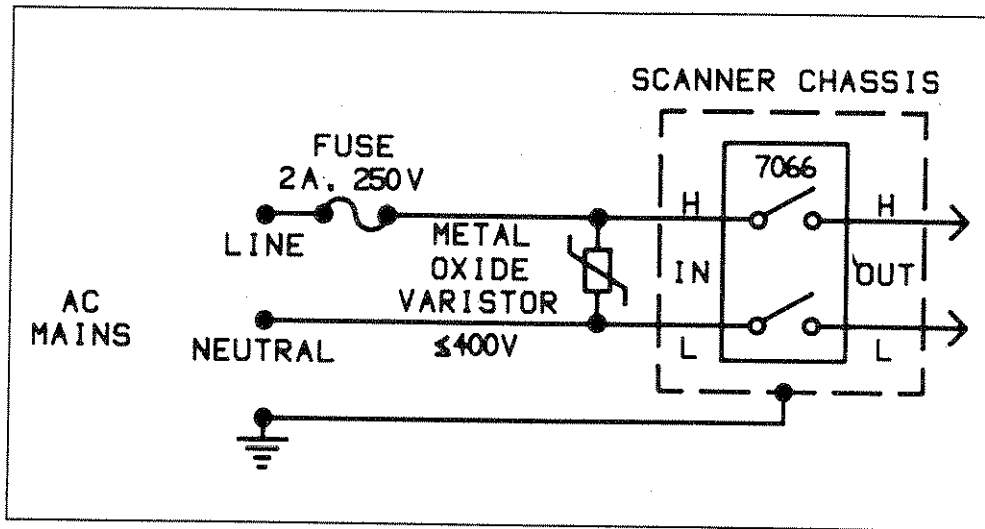 SCANNER CHASSIS
FUSE
2A, 250V
7066
H
H
LINE
METAL
OXIDE
VARISTOR
≤400V
IN
OUT
AC
MAINS
NEUTRAL
L
L